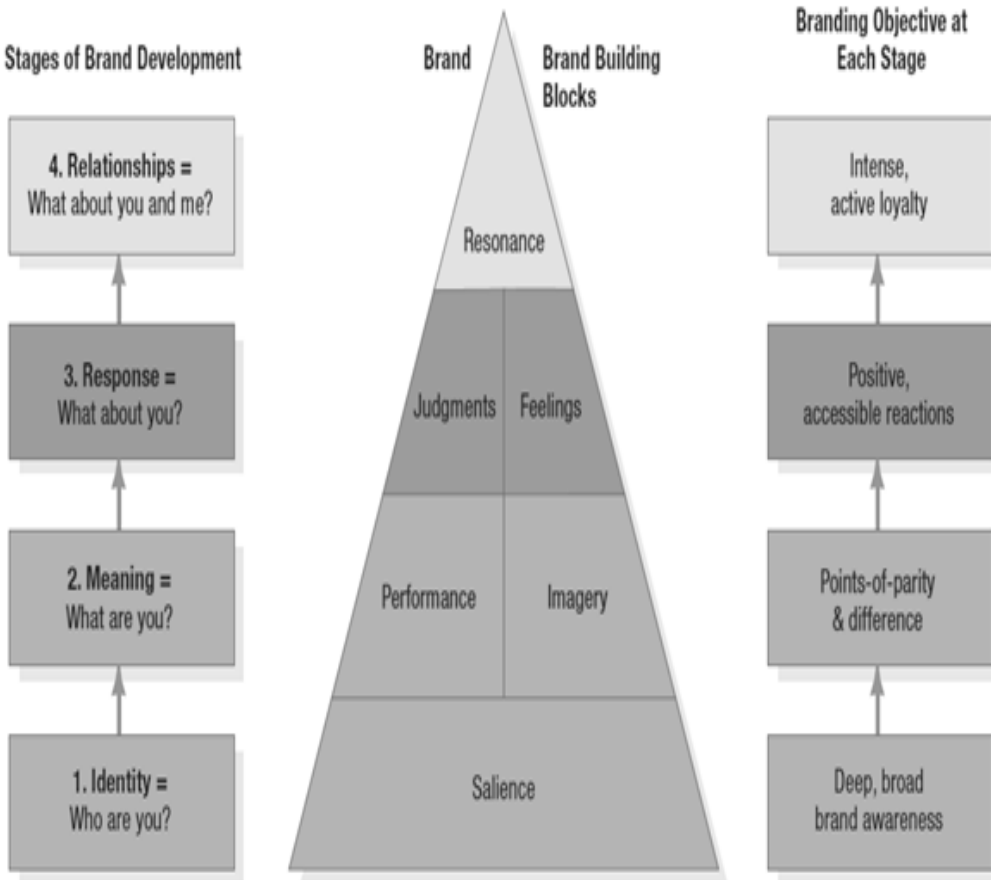 Stages of Brand Development
Brand
Brand Building
Blocks
Branding Objective at
Each Stage
4. Relationships =
What about you and me?
Resonance
Intense,
active loyalty
3. Response =
What about you?
Judgments
Feelings
Positive,
accessible reactions
2. Meaning =
What are you?
Performance
Imagery
Points-of-parity
& difference
1. Identity =
Who are you?
Salience
Deep, broad
brand awareness